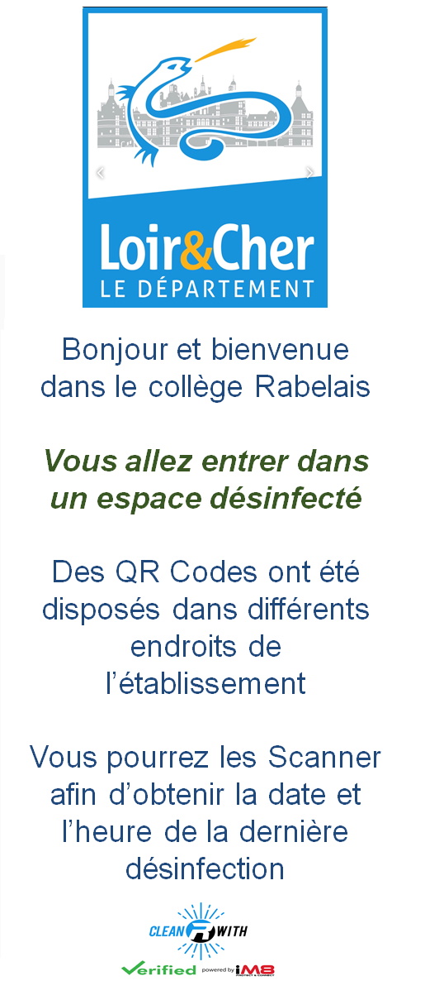 Loir&Cher
LE DÉPARTEMENT
Bonjour et bienvenue
dans le collège Rabelais
Vous allez entrer dans
un espace désinfecté
Des QR Codes ont été
disposés dans différents
endroits de
l’établissement
Vous pourrez les Scanner
afin d’obtenir la date et
l’heure de la dernière
désinfection
CLEAN R WITH
Verified powered by iM8
PROTECT & CONNECT